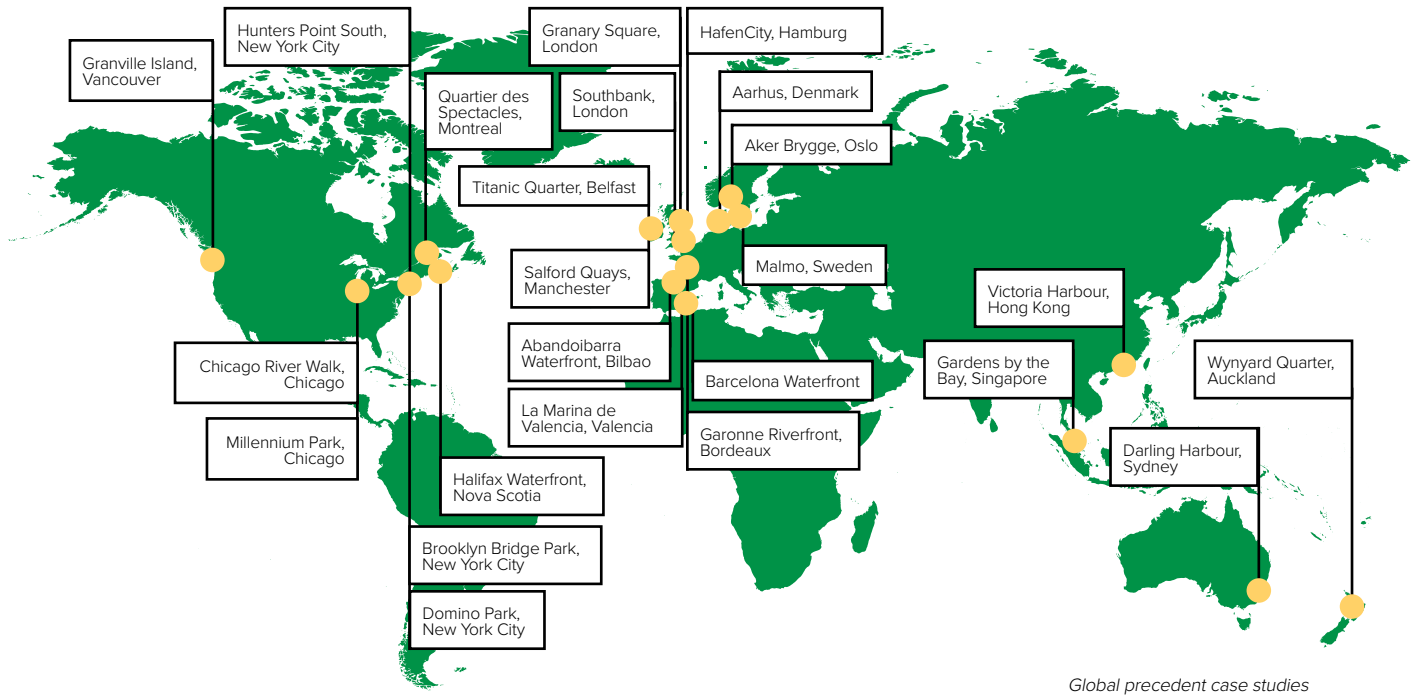 Hunters Point South,
New York City
Granary Square,
London
HafenCity, Hamburg
Granville Island,
Vancouver
Quartier des
Spectacles,
Montreal
Southbank,
London
Aarhus, Denmark
Aker Brygge, Oslo
Titanic Quarter, Belfast
Salford Quays,
Manchester
Malmo, Sweden
Victoria Harbour,
Hong Kong
Abandoibarra
Waterfront, Bilbao
Chicago River Walk,
Chicago
Barcelona Waterfront
Gardens by the
Bay, Singapore
Wynyard Quarter,
Auckland
La Marina de
Valencia, Valencia
Garonne Riverfront,
Bordeaux
Millennium Park,
Chicago
Darling Harbour,
Sydney
Halifax Waterfront,
Nova Scotia
Brooklyn Bridge Park,
New York City
Domino Park,
New York City
Global precedent case studies